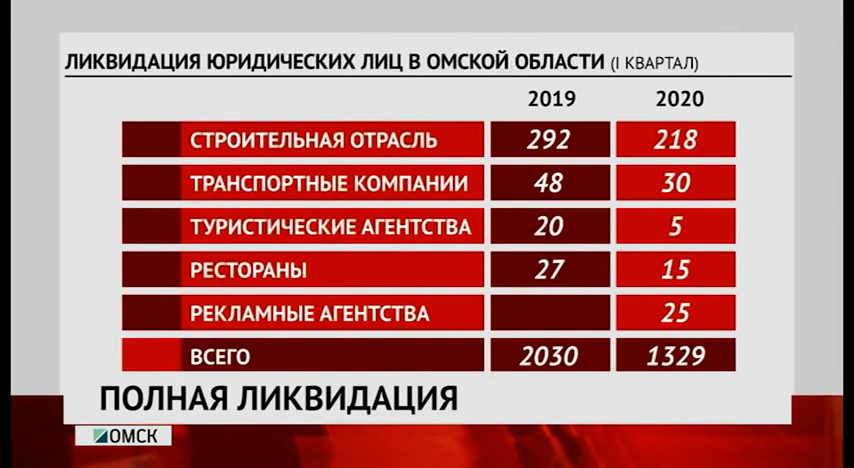 ЛИКВИДАЦИЯ ЮРИДИЧЕСКИХ ЛИЦ В ОМСКОЙ ОБЛАСТИ (I КВАРТАЛ)
2019 2020
СТРОИТЕЛЬНАЯ ОТРАСЛЬ 292 218
ТРАНСПОРТНЫЕ КОМПАНИИ 48 30
ТУРИСТИЧЕСКИЕ АГЕНТСТВА 20 5
РЕСТОРАНЫ 27 15
РЕКЛАМНЫЕ АГЕНТСТВА 25
ВСЕГО 2030 1329
ПОЛНАЯ ЛИКВИДАЦИЯ
ОМСК